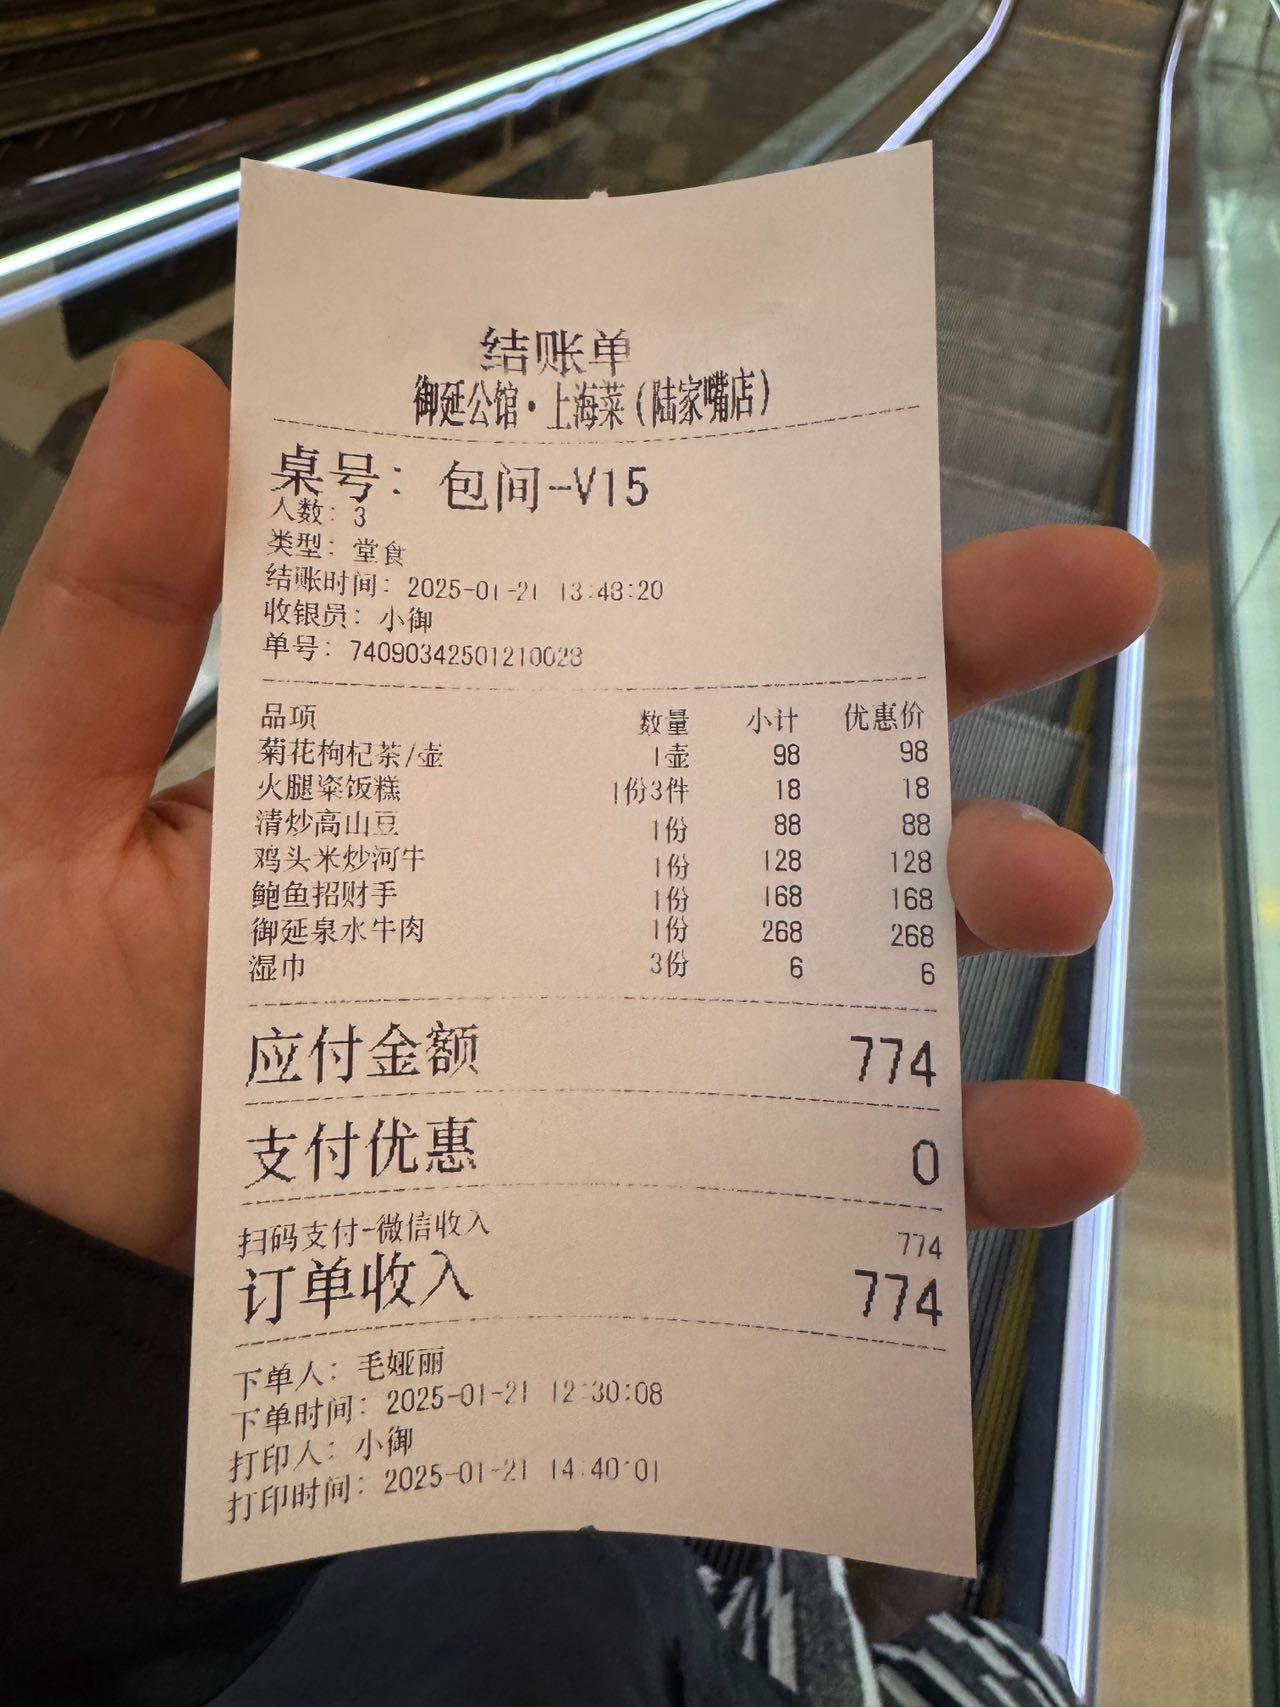 结账单
御延公馆·上海菜(陆家嘴店)
桌号: 包间-V15
人数: 3
类型: 堂食
结账时间: 2025-01-21 13:48:20
收银员: 小御
单号: 74090342501210028
品项 数量 小计 优惠价
菊花枸杞茶/壶 1壶 98 98
火腿粢饭糕 1份3件 18 18
清炒高山豆 1份 88 88
鸡头米炒河牛 1份 128 128
鲍鱼招财手 1份 168 168
御延泉水牛肉 1份 268 268
湿巾 3份 6 6
应付金额 774
支付优惠 0
扫码支付-微信收入 774
订单收入 774
下单人: 毛娅丽
下单时间: 2025-01-21 12:30:08
打印人: 小御
打印时间: 2025-01-21 14:40:01